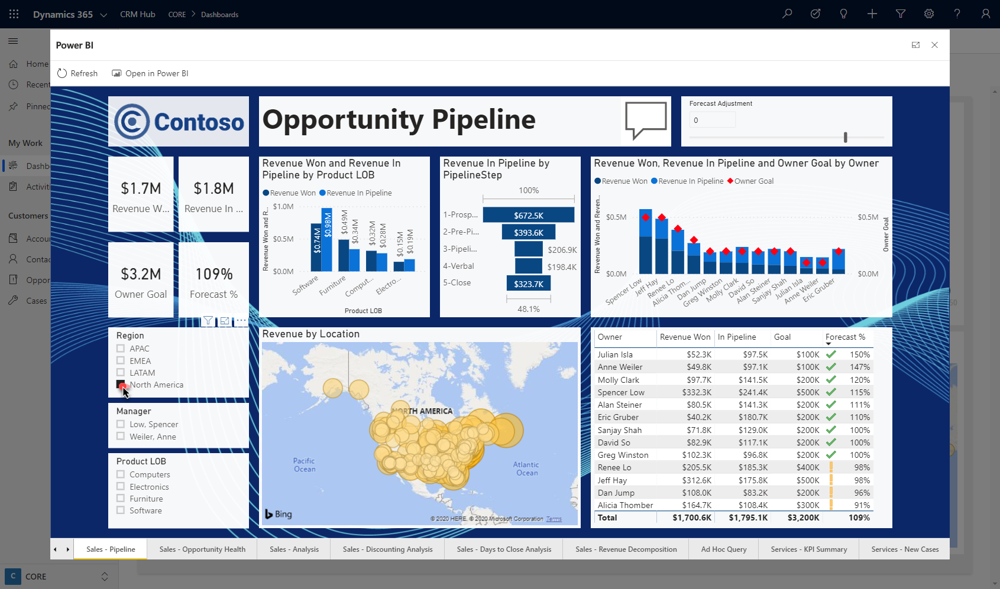 Dynamics 365
CRM Hub
CORE
Dashboards
Power BI
Refresh
Open in Power BI
Home
Recent
Pinned
My Work
Dashb
Activiti
Customers
Accou
Contac
Oppor
Cases
C
CORE
Contoso
Opportunity Pipeline
Forecast Adjustment
0
$1.7M
Revenue W...
$1.8M
Revenue In ...
$3.2M
Owner Goal
109%
Forecast %
Revenue Won and Revenue In
Pipeline by Product LOB
Revenue Won
Revenue In Pipeline
Revenue Won and R...
$1.0M
$0.5M
$0.0M
$0.74M
$0.98M
$0.49M
$0.34M
$0.32M
$0.28M
$0.15M
$0.19M
Software
Furniture
Comput...
Electro...
Product LOB
Revenue In Pipeline by
PipelineStep
100%
1-Prosp...
$672.5K
2-Pre-Pi...
$393.6K
3-Pipeli...
$206.9K
4-Verbal
$198.4K
5-Close
$323.7K
48.1%
Revenue Won, Revenue In Pipeline and Owner Goal by Owner
Revenue Won
Revenue In Pipeline
Owner Goal
Revenue Won and Reven...
$0.5M
$0.0M
$0.5M
$0.0M
Owner Goal
Spencer Low
Jeff Hay
Renee Lo
Alicia Thom...
Dan Jump
Greg Winston
Molly Clark
David So
Alan Steiner
Sanjay Shah
Julian Isla
Anne Weiler
Eric Gruber
Region
APAC
EMEA
LATAM
North America
Manager
Low, Spencer
Weiler, Anne
Product LOB
Computers
Electronics
Furniture
Software
Revenue by Location
NORTH AMERICA
Pacific
Ocean
Atlantic
Ocean
Bing
© 2020 HERE, © 2020 Microsoft Corporation Terms
Owner Revenue Won In Pipeline Goal Forecast %
Julian Isla $52.3K $97.5K $100K 150%
Anne Weiler $49.8K $97.1K $100K 147%
Molly Clark $97.7K $141.5K $200K 120%
Spencer Low $332.3K $241.4K $500K 115%
Alan Steiner $80.5K $141.3K $200K 111%
Eric Gruber $40.2K $180.7K $200K 110%
Sanjay Shah $71.8K $129.0K $200K 100%
David So $82.9K $117.1K $200K 100%
Greg Winston $102.3K $96.8K $200K 100%
Renee Lo $205.5K $185.3K $400K 98%
Jeff Hay $312.6K $175.8K $500K 98%
Dan Jump $108.0K $83.2K $200K 96%
Alicia Thomber $164.7K $108.4K $300K 91%
Total $1,700.6K $1,795.1K $3,200K 109%
Sales - Pipeline
Sales - Opportunity Health
Sales - Analysis
Sales - Discounting Analysis
Sales - Days to Close Analysis
Sales - Revenue Decomposition
Ad Hoc Query
Services - KPI Summary
Services - New Cases